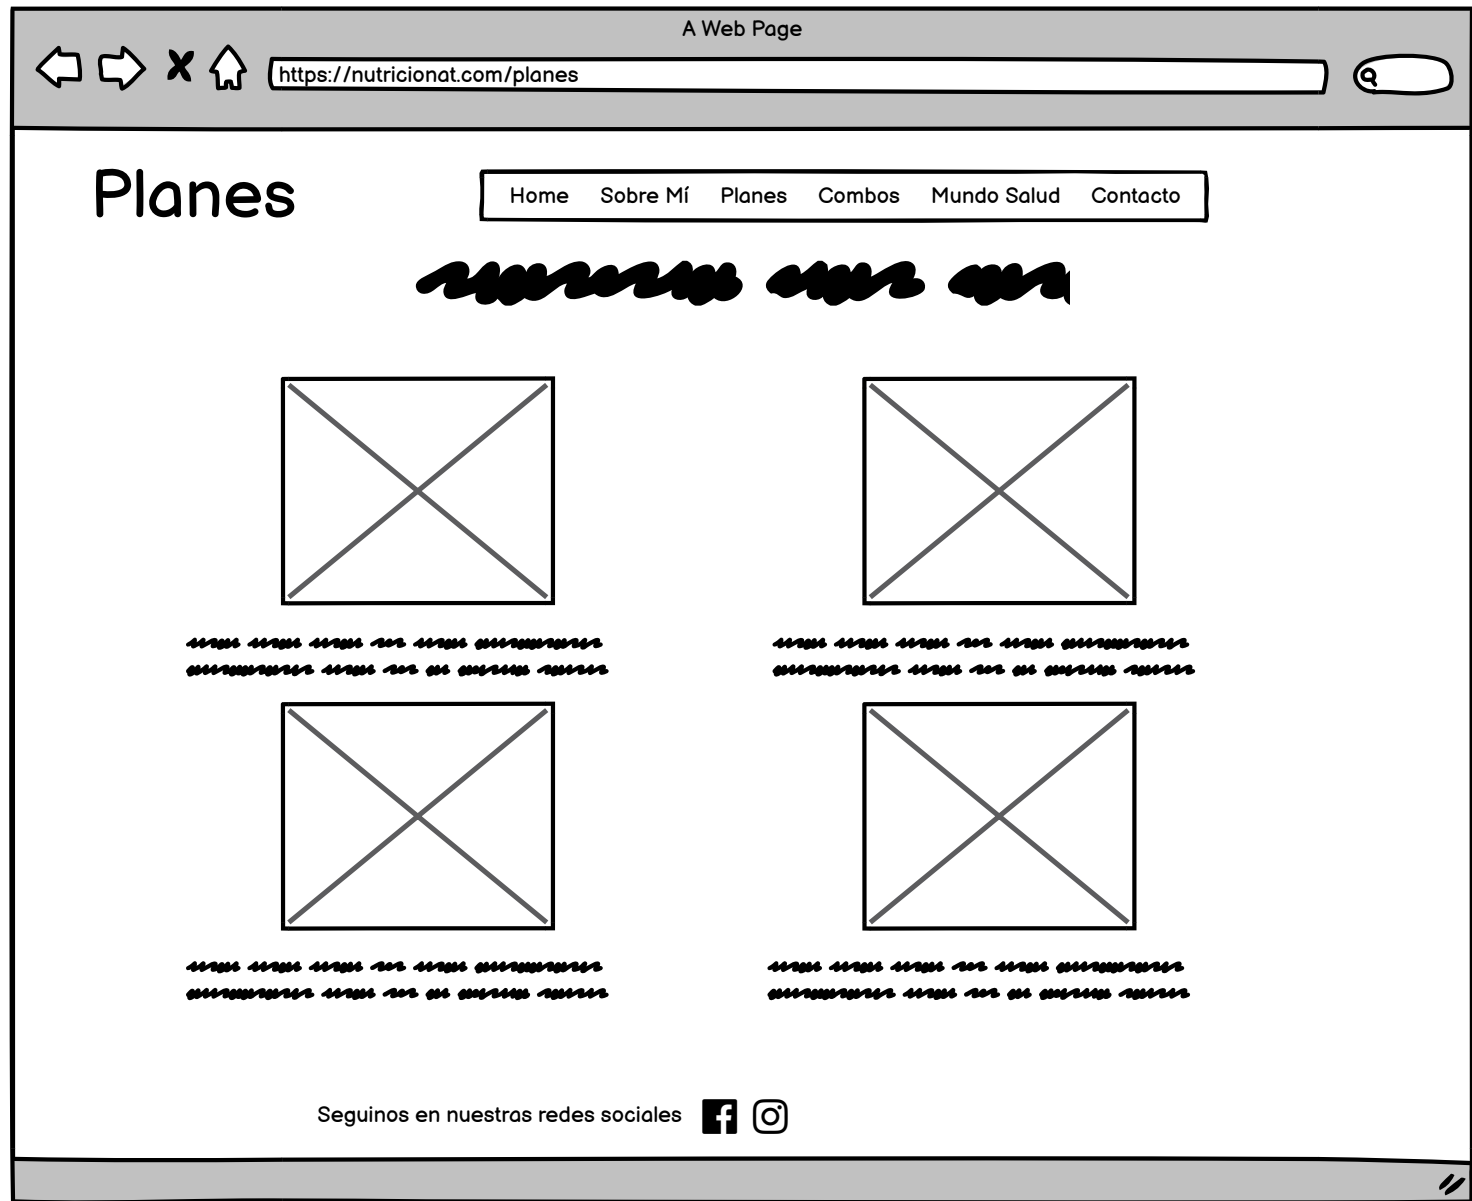 A Web Page
https://nutricionat.com/planes
Planes
Home Sobre Mí Planes Combos Mundo Salud Contacto
Seguinos en nuestras redes sociales